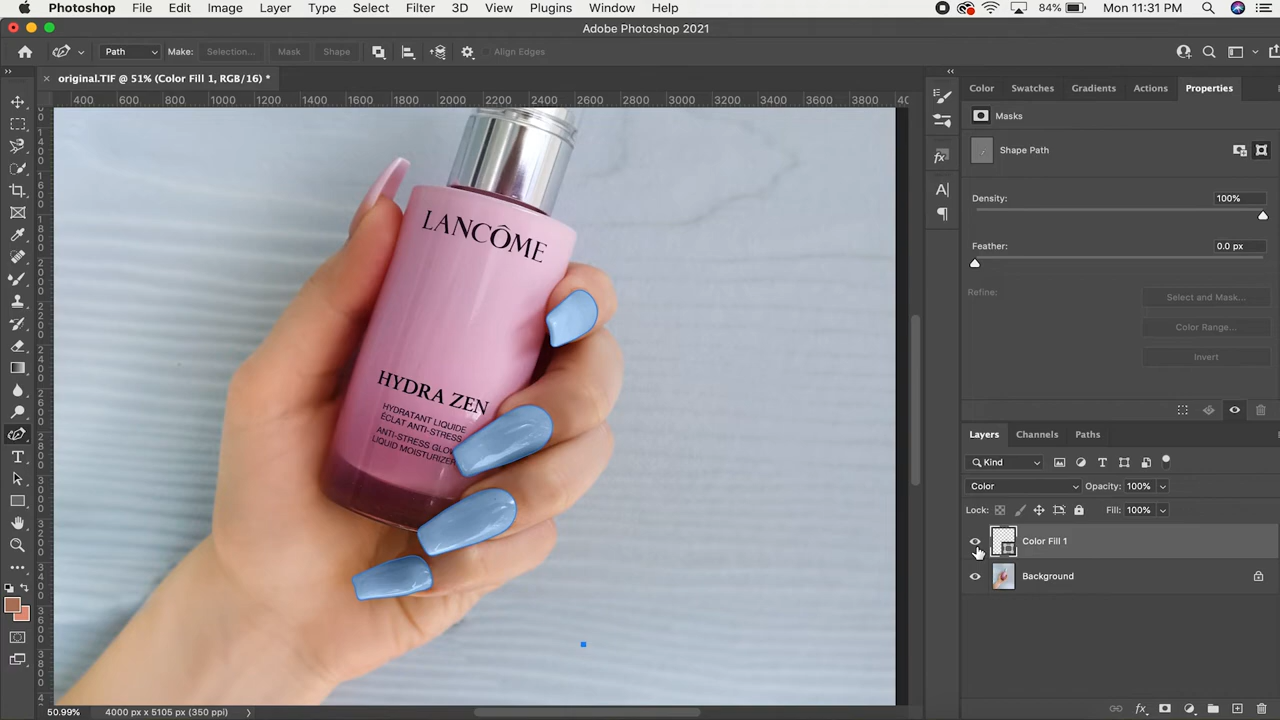 Photoshop File Edit Image Layer Type Select Filter 3D View Plugins Window Help 84% Mon 11:31 PM
Adobe Photoshop 2021
Path Make: Selection... Mask Shape Align Edges
original.TIF @ 51% (Color Fill 1, RGB/16) *
400 600 800 1000 1200 1400 1600 1800 2000 2200 2400 2600 2800 3000 3200 3400 3600 3800
Color Swatches Gradients Actions Properties
Masks
Shape Path
Density: 100%
Feather: 0.0 px
Refine: Select and Mask...
Color Range...
Invert
LANCÔME
HYDRA ZEN
HYDRATANT LIQUIDE
ÉCLAT ANTI-STRESS
ANTI-STRESS GLOW
LIQUID MOISTURIZER
Layers Channels Paths
Kind
Color Opacity: 100%
Lock: Fill: 100%
Color Fill 1
Background
50.99% 4000 px x 5105 px (350 ppi)